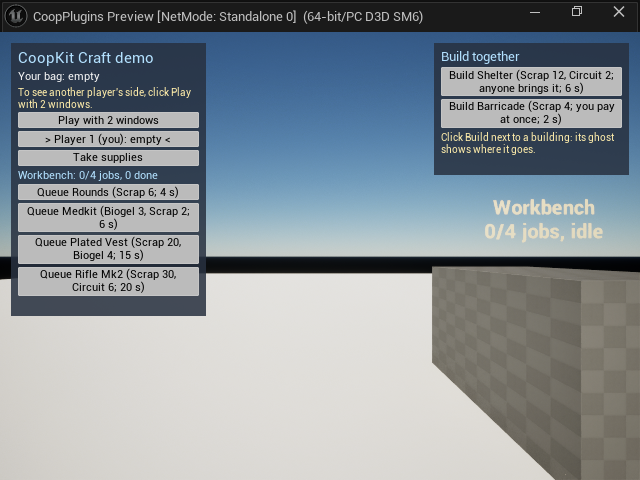 CoopPlugins Preview [NetMode: Standalone 0] (64-bit/PC D3D SM6)
CoopKit Craft demo
Your bag: empty
To see another player's side, click Play
with 2 windows.
Play with 2 windows
> Player 1 (you): empty <
Take supplies
Workbench: 0/4 jobs, 0 done
Queue Rounds (Scrap 6; 4 s)
Queue Medkit (Biogel 3, Scrap 2;
6 s)
Queue Plated Vest (Scrap 20,
Biogel 4; 15 s)
Queue Rifle Mk2 (Scrap 30,
Circuit 6; 20 s)
Build together
Build Shelter (Scrap 12, Circuit 2;
anyone brings it; 6 s)
Build Barricade (Scrap 4; you pay
at once; 2 s)
Click Build next to a building: its ghost
shows where it goes.
Workbench
0/4 jobs, idle